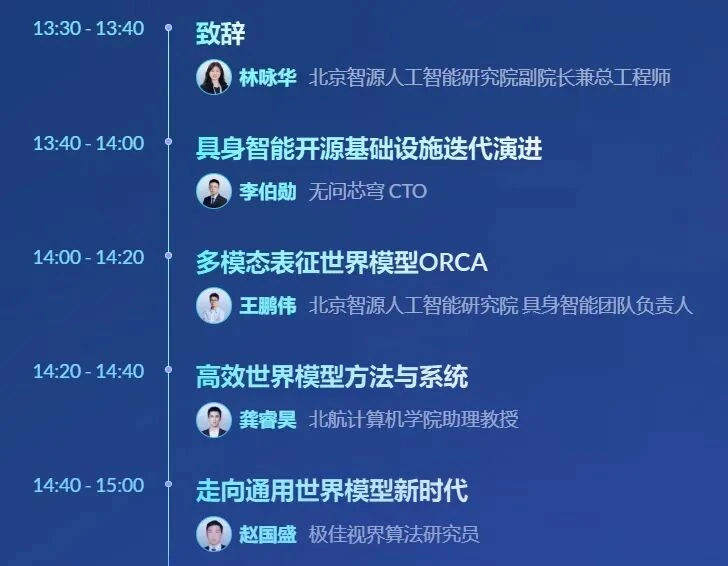 13:30 - 13:40 致辞
林咏华 北京智源人工智能研究院副院长兼总工程师
13:40 - 14:00 具身智能开源基础设施迭代演进
李伯勋 无问芯穹 CTO
14:00 - 14:20 多模态表征世界模型ORCA
王鹏伟 北京智源人工智能研究院 具身智能团队负责人
14:20 - 14:40 高效世界模型方法与系统
龚睿昊 北航计算机学院助理教授
14:40 - 15:00 走向通用世界模型新时代
赵国盛 极佳视界算法研究员